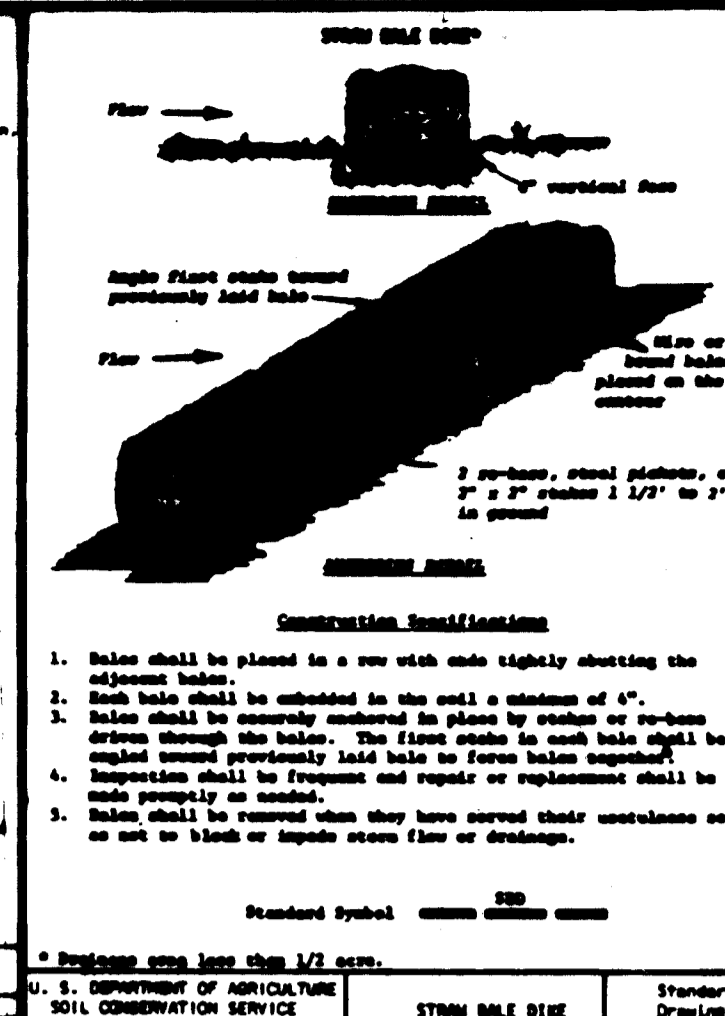 STRAW BALE DIKE*
Flow
4" vertical face
Angle first stake toward
previously laid bale
Flow
Wire or
bound bale
placed on the
contour
2 re-bars, steel pickets, o
2" x 2" stakes 1 1/2' to 2'
in ground
ANCHORING DETAIL
Construction Specifications
1. Bales shall be placed in a row with ends tightly abutting the
adjacent bales.
2. Each bale shall be embedded in the soil a minimum of 4".
3. Bales shall be securely anchored in place by stakes or re-bars
driven through the bales. The first stake in each bale shall be
angled toward previously laid bale to force bales together.
4. Inspection shall be frequent and repair or replacement shall be
made promptly as needed.
5. Bales shall be removed when they have served their usefulness so
as not to block or impede storm flow or drainage.
SBD
Standard Symbol
* Drainage area less than 1/2 acre.
U. S. DEPARTMENT OF AGRICULTURE
SOIL CONSERVATION SERVICE
STRAW BALE DIKE
Standar
Drawing